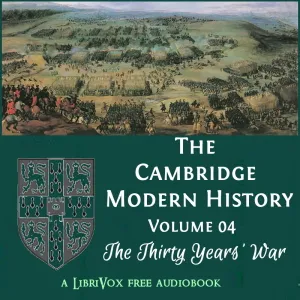 The
Cambridge
Modern History
Volume 04
The Thirty Years' War
a LibriVox free audiobook